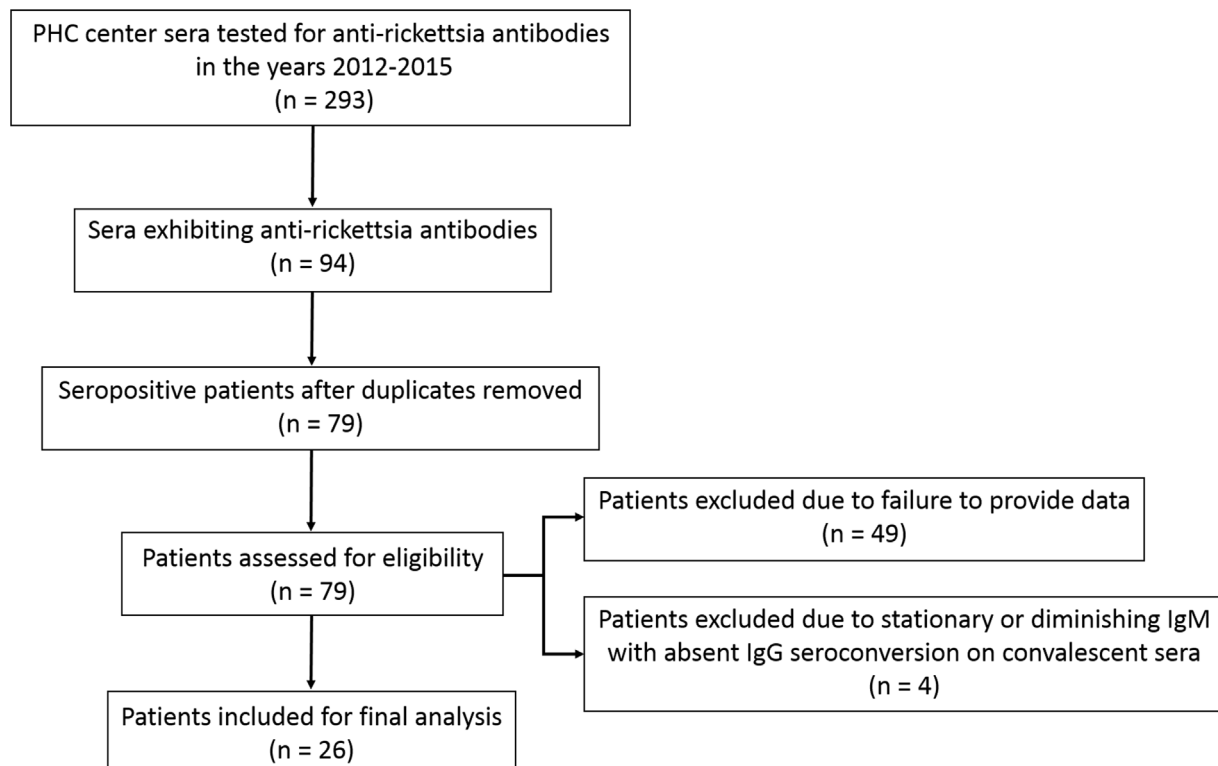 PHC center sera tested for anti-rickettsia antibodies
in the years 2012-2015
(n = 293)
Sera exhibiting anti-rickettsia antibodies
(n = 94)
Seropositive patients after duplicates removed
(n = 79)
Patients assessed for eligibility
(n = 79)
Patients excluded due to failure to provide data
(n = 49)
Patients excluded due to stationary or diminishing IgM
with absent IgG seroconversion on convalescent sera
(n = 4)
Patients included for final analysis
(n = 26)